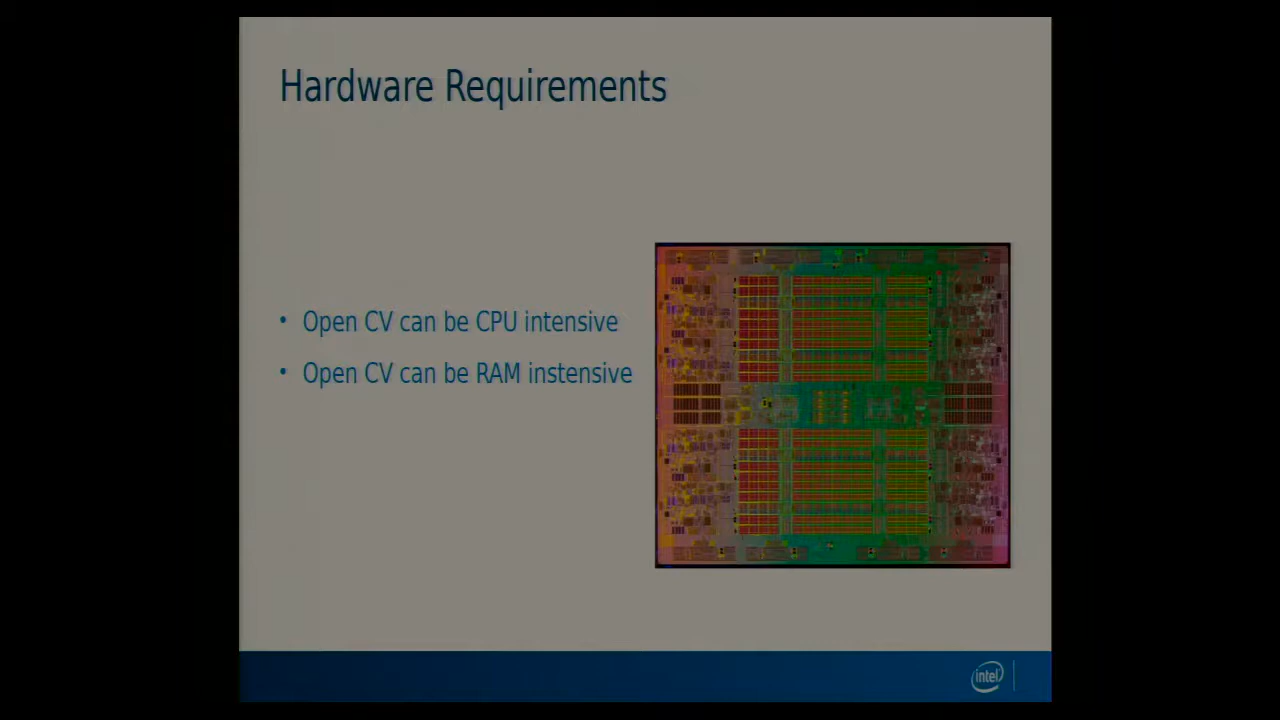 Hardware Requirements
• Open CV can be CPU intensive
• Open CV can be RAM instensive
intel